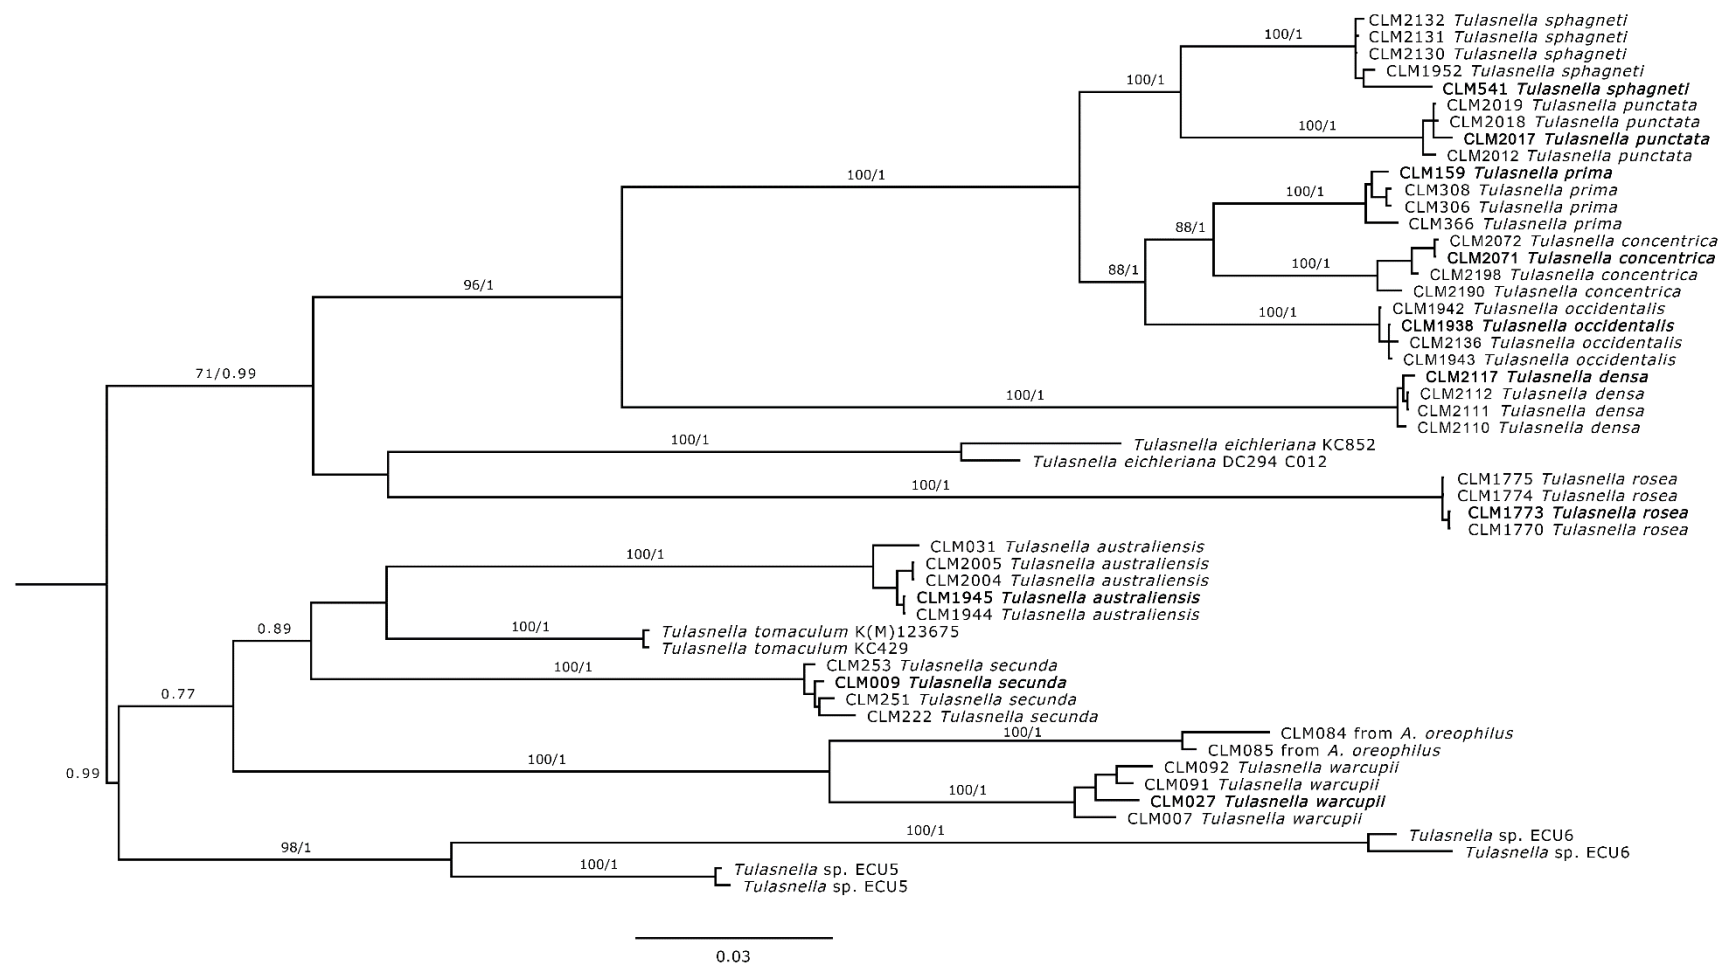 CLM2132 Tulasnella sphagneti
100/1
CLM2131 Tulasnella sphagneti
CLM2130 Tulasnella sphagneti
CLM1952 Tulasnella sphagneti
100/1
CLM541 Tulasnella sphagneti
CLM2019 Tulasnella punctata
100/1
CLM2018 Tulasnella punctata
CLM2017 Tulasnella punctata
CLM2012 Tulasnella punctata
100/1
CLM159 Tulasnella prima
100/1
CLM308 Tulasnella prima
CLM306 Tulasnella prima
CLM366 Tulasnella prima
88/1
CLM2072 Tulasnella concentrica
CLM2071 Tulasnella concentrica
100/1
88/1
CLM2198 Tulasnella concentrica
96/1
CLM2190 Tulasnella concentrica
CLM1942 Tulasnella occidentalis
100/1
CLM1938 Tulasnella occidentalis
CLM2136 Tulasnella occidentalis
CLM1943 Tulasnella occidentalis
71/0.99
CLM2117 Tulasnella densa
100/1
CLM2112 Tulasnella densa
CLM2111 Tulasnella densa
CLM2110 Tulasnella densa
100/1
Tulasnella eichleriana KC852
Tulasnella eichleriana DC294 C012
CLM1775 Tulasnella rosea
100/1
CLM1774 Tulasnella rosea
CLM1773 Tulasnella rosea
CLM1770 Tulasnella rosea
CLM031 Tulasnella australiensis
100/1
CLM2005 Tulasnella australiensis
CLM2004 Tulasnella australiensis
CLM1945 Tulasnella australiensis
CLM1944 Tulasnella australiensis
0.89
100/1
Tulasnella tomaculum K(M)123675
Tulasnella tomaculum KC429
100/1
CLM253 Tulasnella secunda
CLM009 Tulasnella secunda
0.77
CLM251 Tulasnella secunda
CLM222 Tulasnella secunda
100/1
CLM084 from A. oreophilus
CLM085 from A. oreophilus
100/1
CLM092 Tulasnella warcupii
0.99
CLM091 Tulasnella warcupii
100/1
CLM027 Tulasnella warcupii
CLM007 Tulasnella warcupii
100/1
Tulasnella sp. ECU6
98/1
Tulasnella sp. ECU6
100/1
Tulasnella sp. ECU5
Tulasnella sp. ECU5
0.03